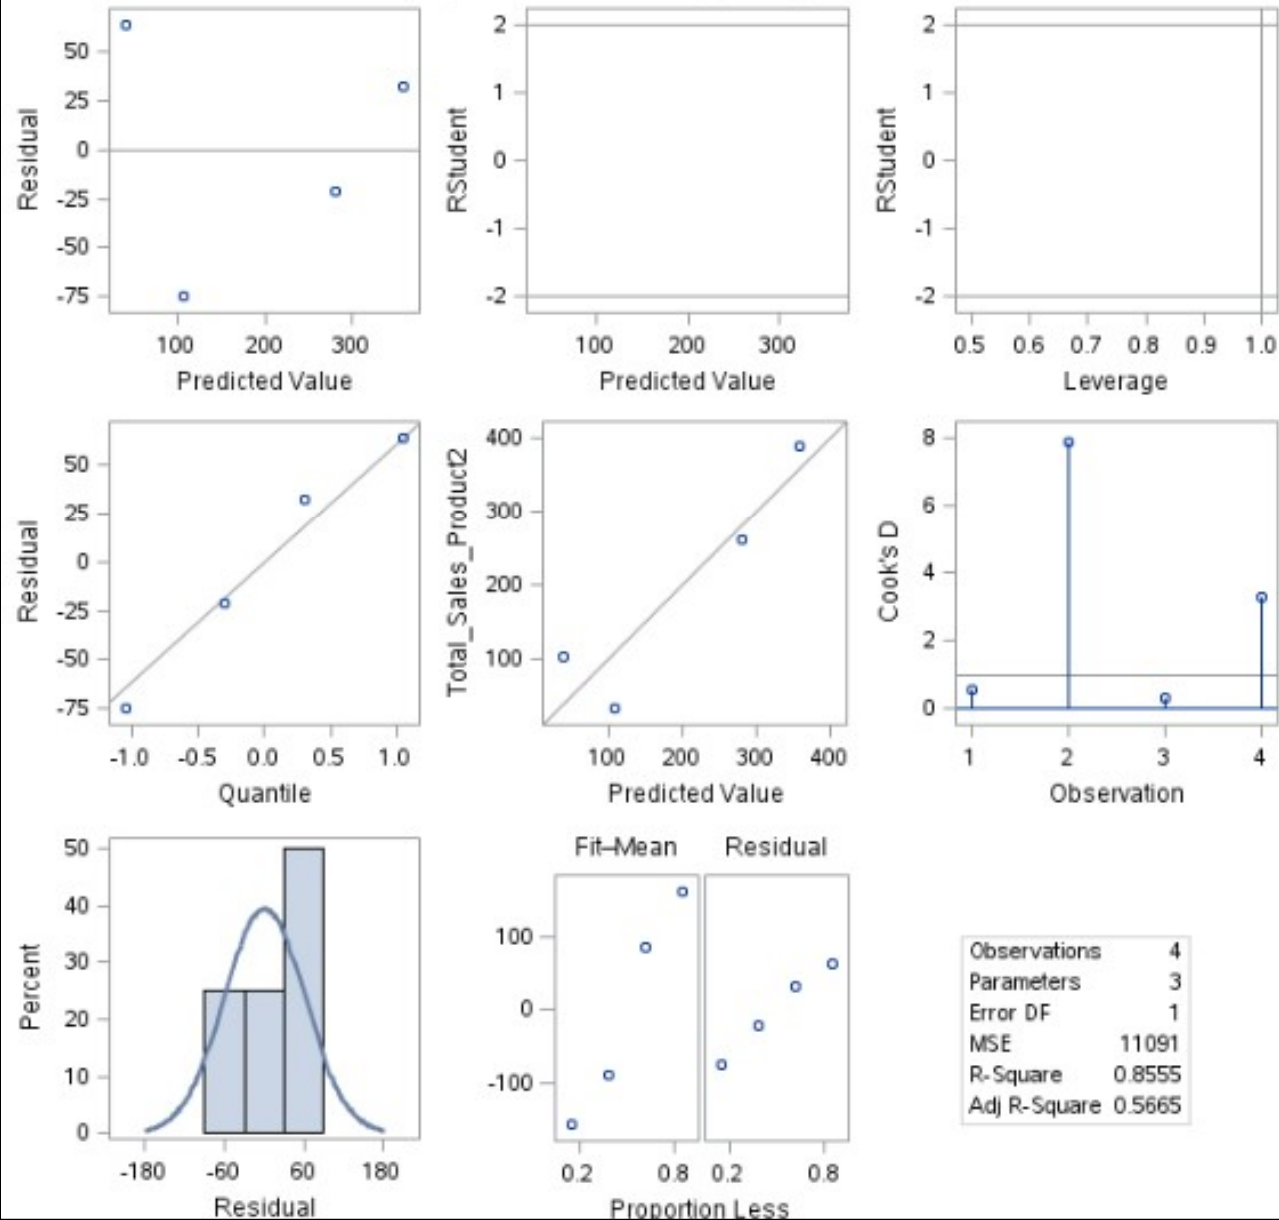 50
25
0
-25
-50
-75
Residual
100 200 300
Predicted Value
2
1
0
-1
-2
RStudent
100 200 300
Predicted Value
2
1
0
-1
-2
RStudent
0.5 0.6 0.7 0.8 0.9 1.0
Leverage
50
25
0
-25
-50
-75
Residual
-1.0 -0.5 0.0 0.5 1.0
Quantile
400
300
200
100
Total_Sales_Product2
100 200 300 400
Predicted Value
8
6
4
2
0
Cook's D
1 2 3 4
Observation
50
40
30
20
10
0
Percent
-180 -60 60 180
Residual
Fit–Mean Residual
100
0
-100
0.2 0.8 0.2 0.8
Proportion Less
Observations 4
Parameters 3
Error DF 1
MSE 11091
R-Square 0.8555
Adj R-Square 0.5665